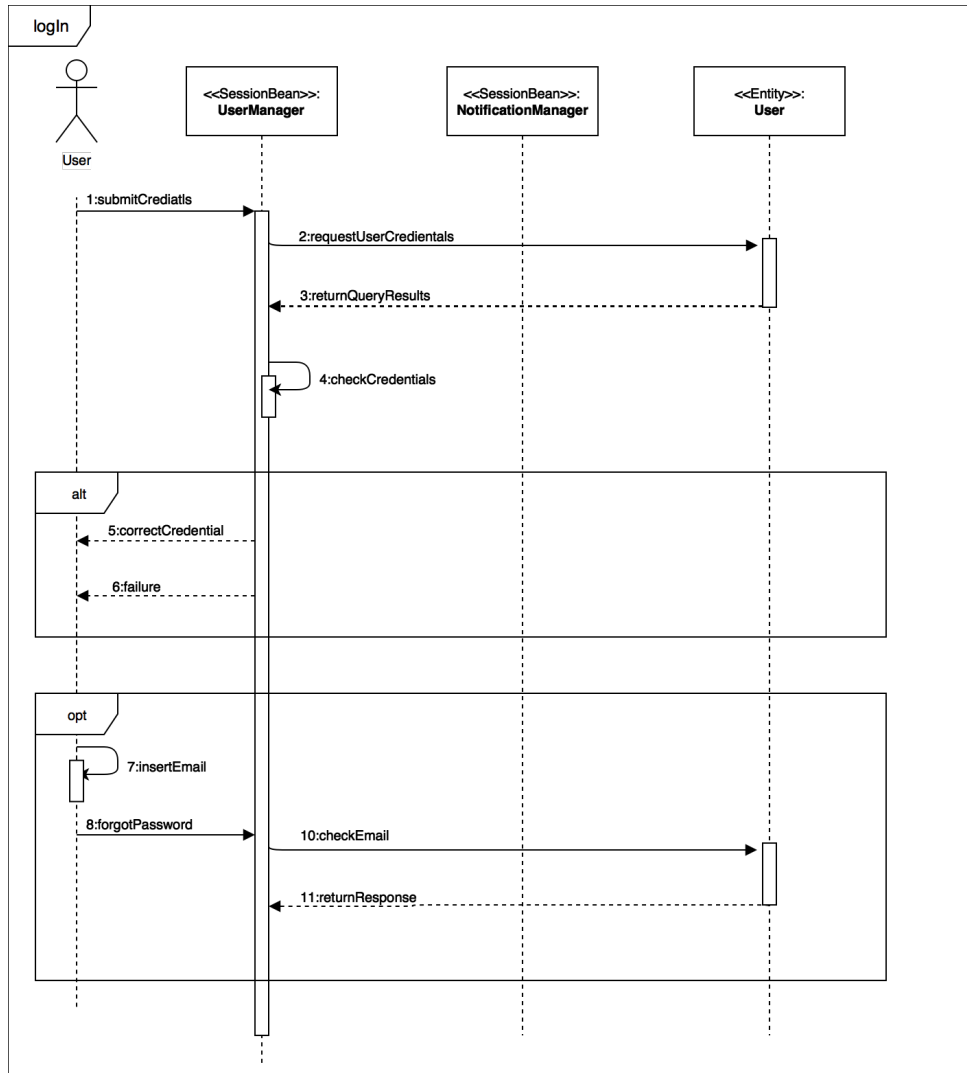 logIn
<<SessionBean>>:
UserManager
<<SessionBean>>:
NotificationManager
<<Entity>>:
User
User
1:submitCrediatls
2:requestUserCredientals
3:returnQueryResults
4:checkCredentials
alt
5:correctCredential
6:failure
opt
7:insertEmail
8:forgotPassword
10:checkEmail
11:returnResponse